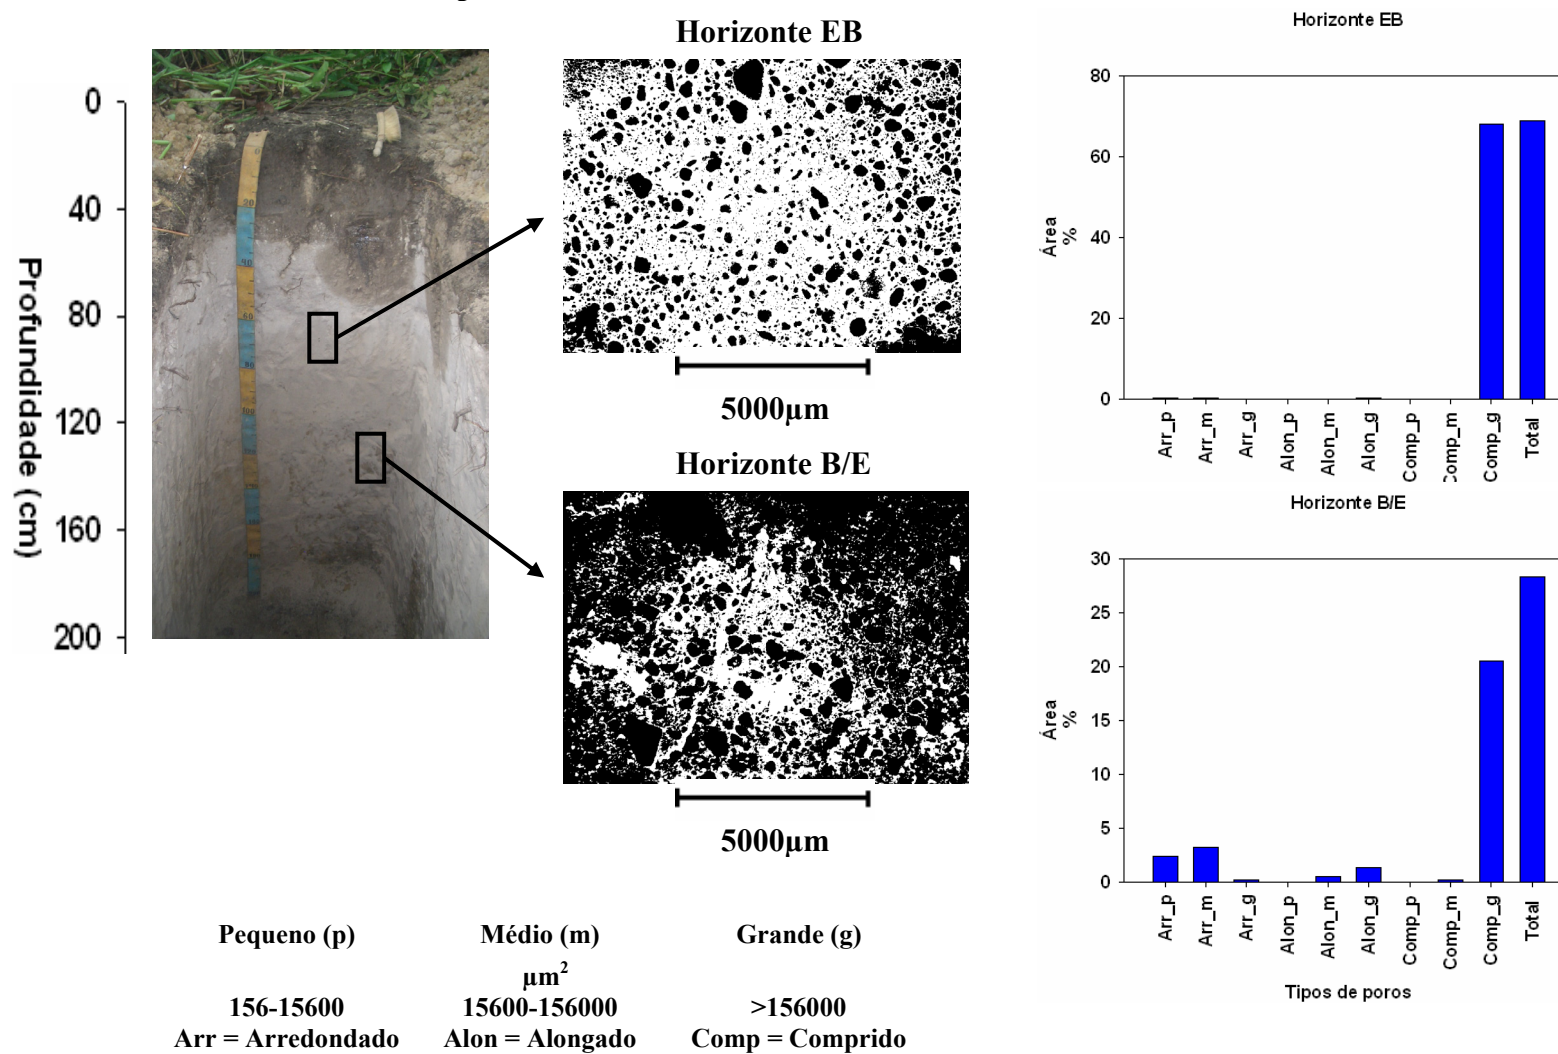 Horizonte EB
Profundidade (cm)
0
40
80
120
160
200
5000µm
Horizonte B/E
5000µm
Horizonte EB
80
60
40
20
0
Área
%
Arr_p
Arr_m
Arr_g
Alon_p
Alon_m
Alon_g
Comp_p
Comp_m
Comp_g
Total
Horizonte B/E
30
25
20
15
10
5
0
Área
%
Arr_p
Arr_m
Arr_g
Alon_p
Alon_m
Alon_g
Comp_p
Comp_m
Comp_g
Total
Tipos de poros
Pequeno (p) Médio (m) Grande (g)
µm²
156-15600 15600-156000 >156000
Arr = Arredondado Alon = Alongado Comp = Comprido